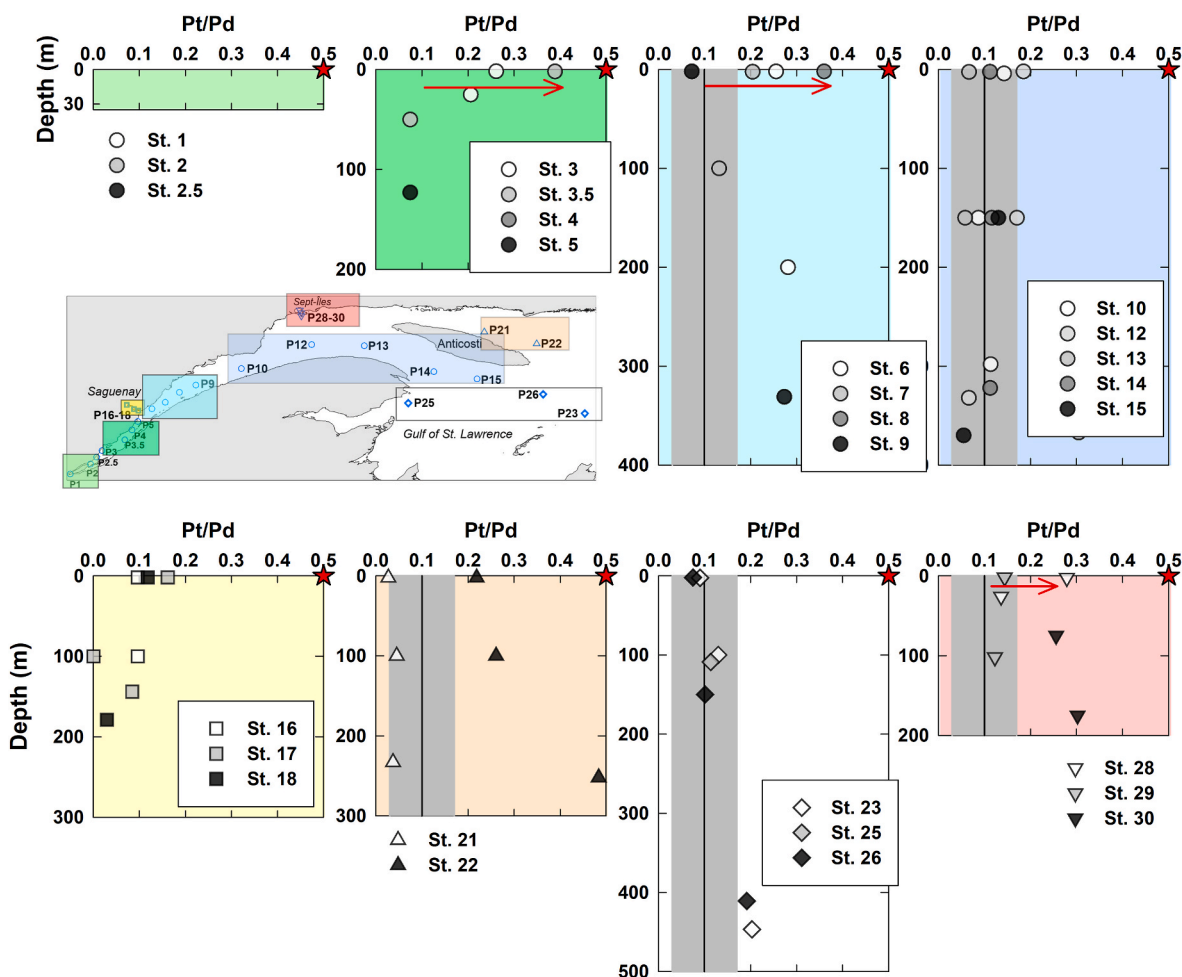 Pt/Pd
Pt/Pd
Pt/Pd
Pt/Pd
0.0 0.1 0.2 0.3 0.4 0.5
0.0 0.1 0.2 0.3 0.4 0.5
0.0 0.1 0.2 0.3 0.4 0.5
0.0 0.1 0.2 0.3 0.4 0.5
Depth (m)
0
30
St. 1
St. 2
St. 2.5
0
100
200
St. 3
St. 3.5
St. 4
St. 5
0
100
200
300
400
St. 6
St. 7
St. 8
St. 9
0
100
200
300
400
St. 10
St. 12
St. 13
St. 14
St. 15
Sept-Îles
P28-30
P21
P12
P13
Anticosti
P22
P10
P14
P15
P9
Saguenay
P26
P16-18
P25
P23
P5
P4
P3.5
P3
P2.5
P2
P1
Gulf of St. Lawrence
Pt/Pd
Pt/Pd
Pt/Pd
Pt/Pd
0.0 0.1 0.2 0.3 0.4 0.5
0.0 0.1 0.2 0.3 0.4 0.5
0.0 0.1 0.2 0.3 0.4 0.5
0.0 0.1 0.2 0.3 0.4 0.5
Depth (m)
0
100
200
300
St. 16
St. 17
St. 18
0
100
200
300
St. 21
St. 22
0
100
200
300
400
500
St. 23
St. 25
St. 26
0
100
200
St. 28
St. 29
St. 30